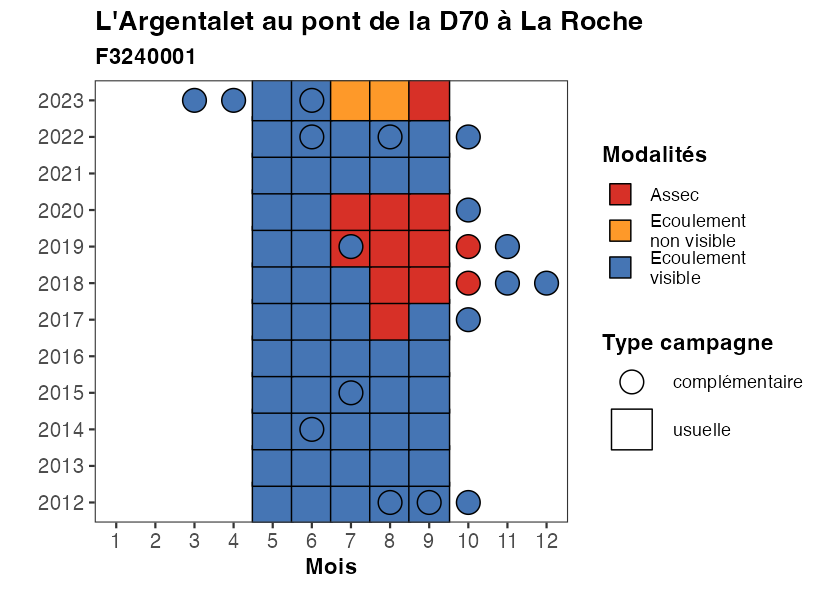 L'Argentalet au pont de la D70 à La Roche
F3240001
2023
2022
2021
2020
2019
2018
2017
2016
2015
2014
2013
2012
1 2 3 4 5 6 7 8 9 10 11 12
Mois
Modalités
Assec
Ecoulement
non visible
Ecoulement
visible
Type campagne
complémentaire
usuelle